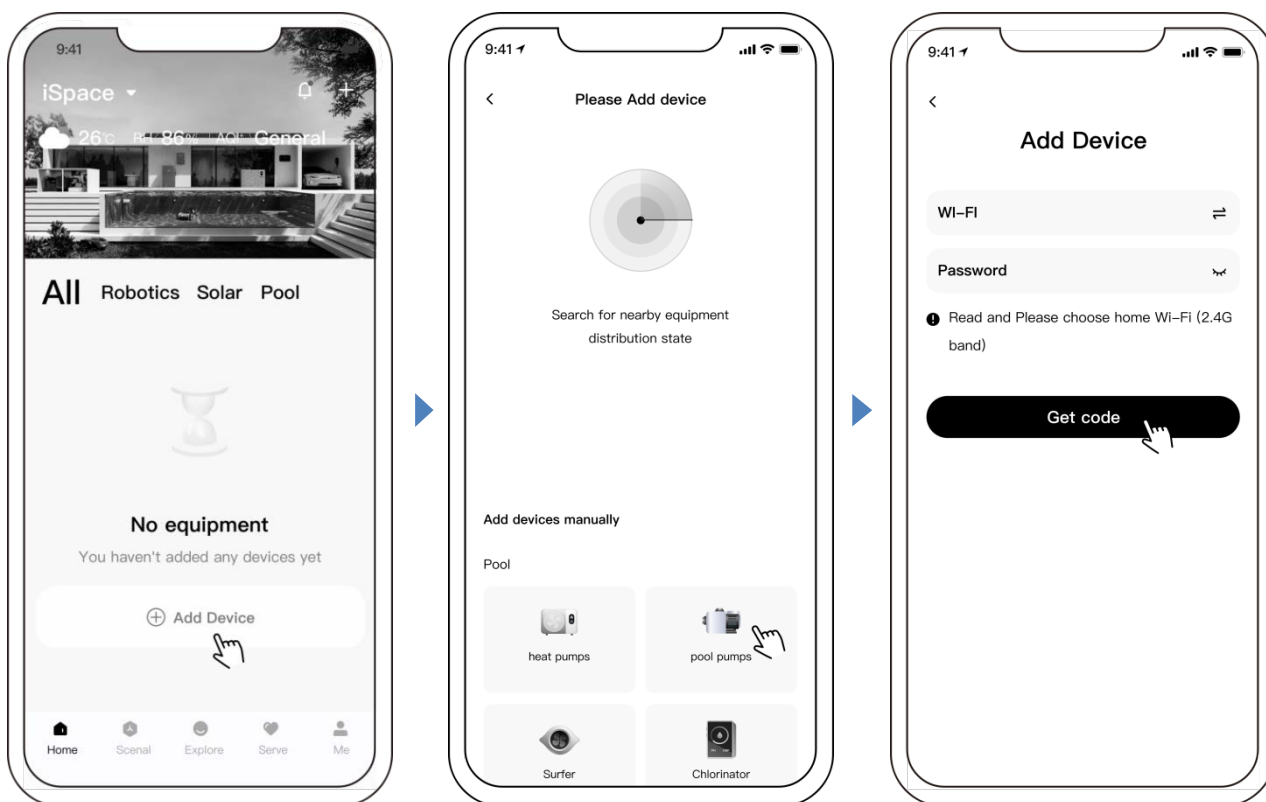 9:41
iSpace
26°C RH 86% AQI General
All Robotics Solar Pool
No equipment
You haven't added any devices yet
Add Device
Home Scenal Explore Serve Me
9:41
Please Add device
Search for nearby equipment
distribution state
Add devices manually
Pool
heat pumps pool pumps
Surfer Chlorinator
9:41
Add Device
WI-FI
Password
Read and Please choose home Wi-Fi (2.4G
band)
Get code